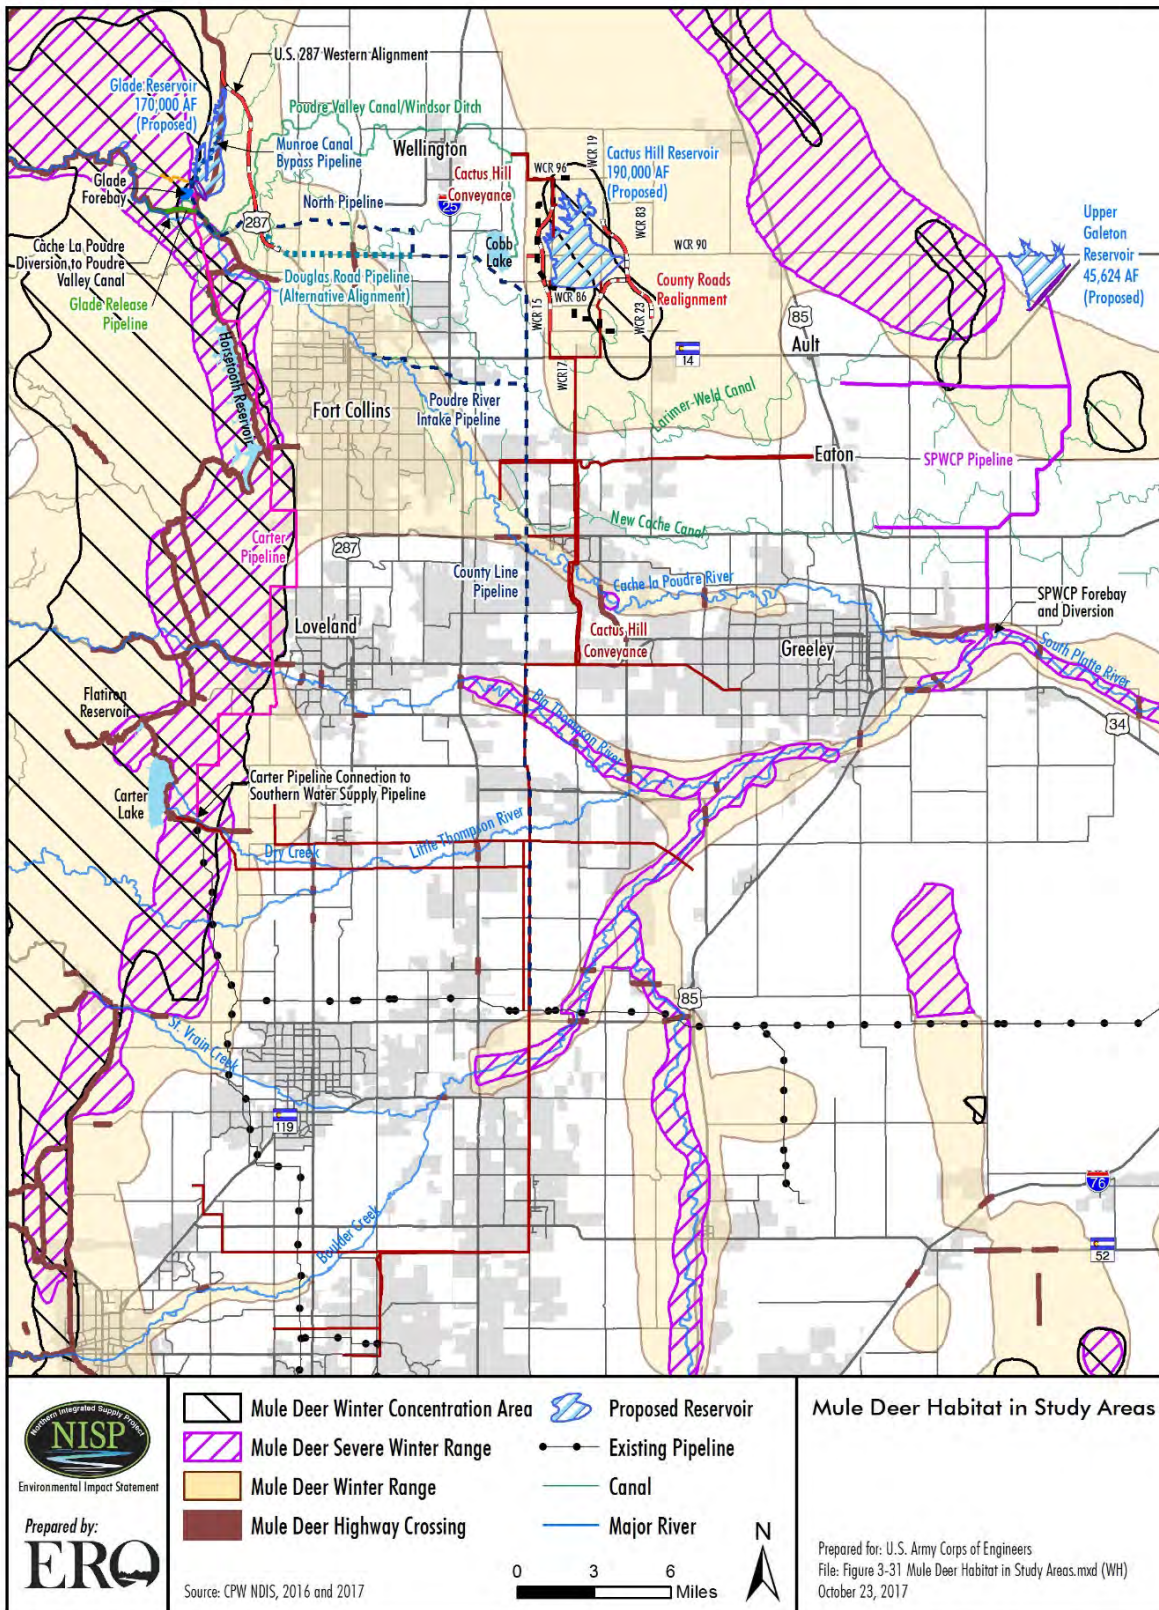 U.S. 287 Western Alignment
Glade Reservoir
170,000 AF
(Proposed)
Poudre Valley Canal/Windsor Ditch
Munroe Canal
Bypass Pipeline
Wellington
WCR 19
Cactus Hill Reservoir
190,000 AF
(Proposed)
WCR 96
Cactus Hill
Conveyance
Glade
Forebay
North Pipeline
25
287
WCR 83
Upper
Galeton
Reservoir
45,624 AF
(Proposed)
Cobb
Lake
WCR 90
Càche La Poudre
Diversion to Poudre
Valley Canal
Douglas Road Pipeline
(Alternative Alignment)
County Roads
Realignment
Glade Release
Pipeline
WCR 86
WCR 15
WCR 23
85
Ault
Horsetooth Reservoir
14
WCR17
Fort Collins
Poudre River
Intake Pipeline
Larimer-Weld Canal
Eaton
SPWCP Pipeline
New Cache Canal
Carter
Pipeline
287
County Line
Pipeline
Cache la Poudre River
SPWCP Forebay
and Diversion
Loveland
Cactus Hill
Conveyance
Greeley
South Platte River
Flatiron
Reservoir
Big Thompson River
34
Carter
Lake
Carter Pipeline Connection to
Southern Water Supply Pipeline
Dry Creek
Little Thompson River
85
St. Vrain Creek
119
76
Boulder Creek
52
Northern Integrated Supply Project
NISP
Environmental Impact Statement
Prepared by:
ERO
Mule Deer Winter Concentration Area
Mule Deer Severe Winter Range
Mule Deer Winter Range
Mule Deer Highway Crossing
Proposed Reservoir
Existing Pipeline
Canal
Major River
Source: CPW NDIS, 2016 and 2017
0 3 6
Miles
N
Mule Deer Habitat in Study Areas
Prepared for: U.S. Army Corps of Engineers
File: Figure 3-31 Mule Deer Habitat in Study Areas.mxd (WH)
October 23, 2017